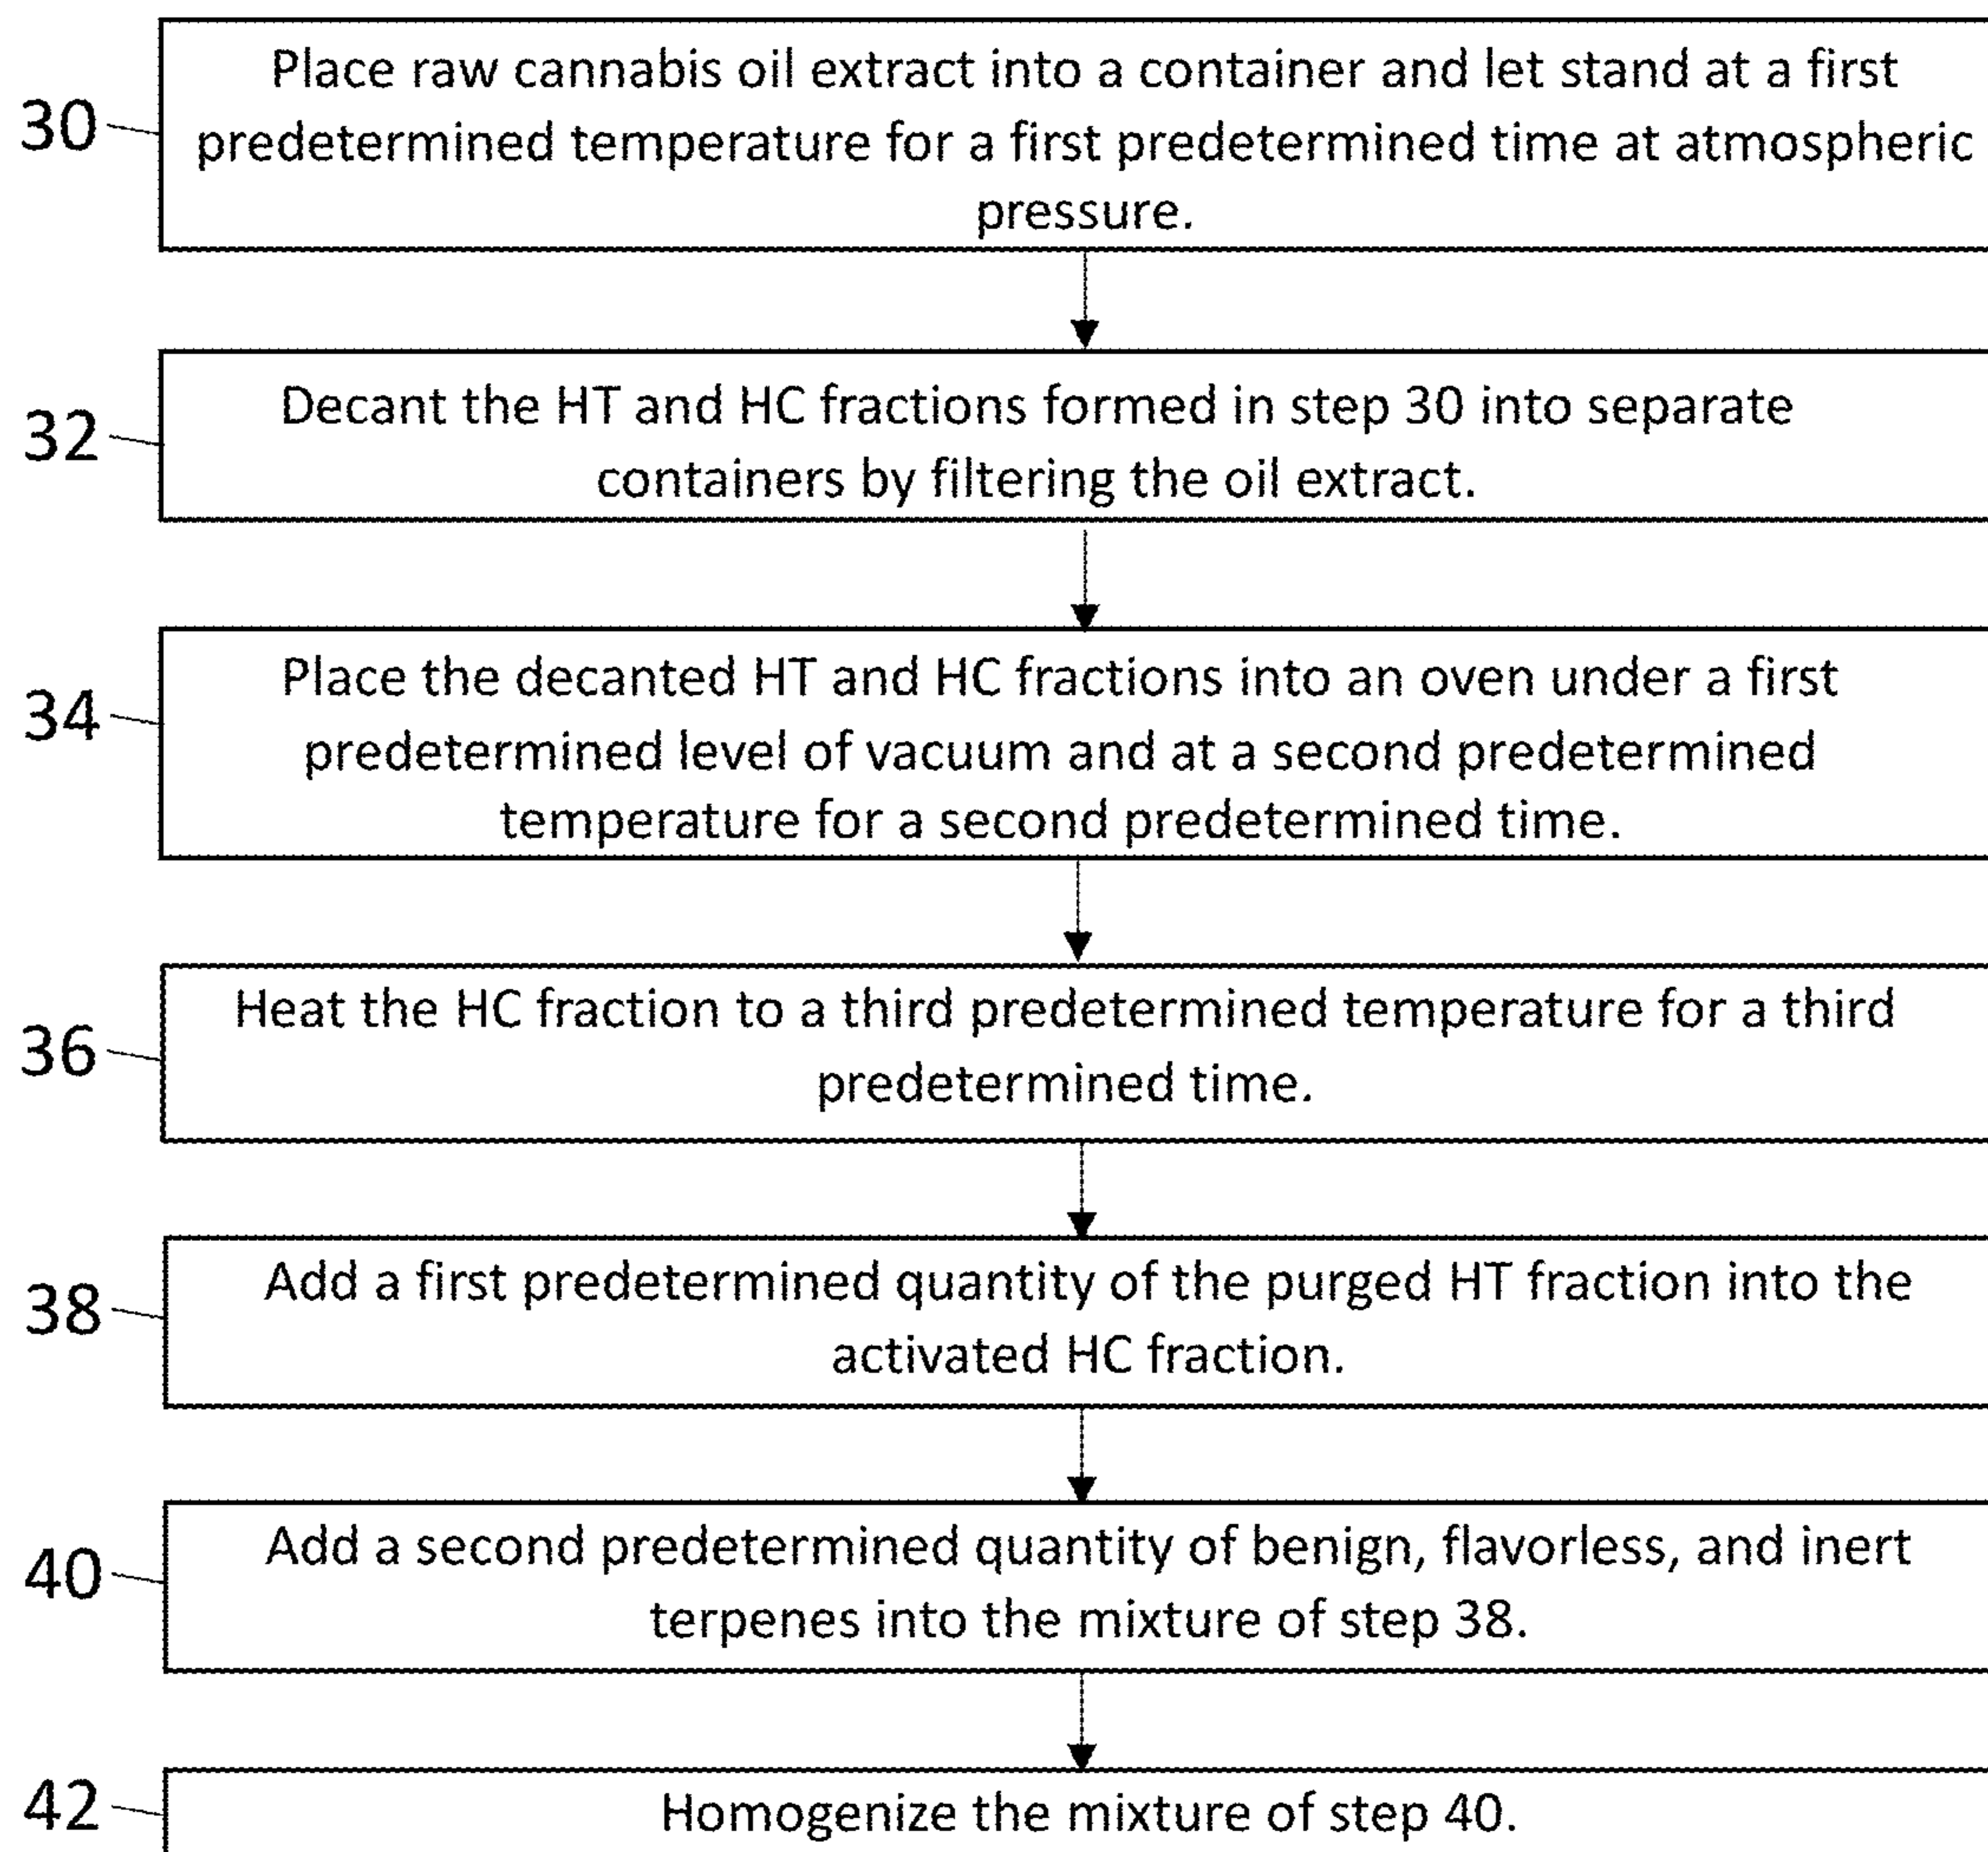 30
Place raw cannabis oil extract into a container and let stand at a first
predetermined temperature for a first predetermined time at atmospheric
pressure.
32
Decant the HT and HC fractions formed in step 30 into separate
containers by filtering the oil extract.
34
Place the decanted HT and HC fractions into an oven under a first
predetermined level of vacuum and at a second predetermined
temperature for a second predetermined time.
36
Heat the HC fraction to a third predetermined temperature for a third
predetermined time.
38
Add a first predetermined quantity of the purged HT fraction into the
activated HC fraction.
40
Add a second predetermined quantity of benign, flavorless, and inert
terpenes into the mixture of step 38.
42
Homogenize the mixture of step 40.